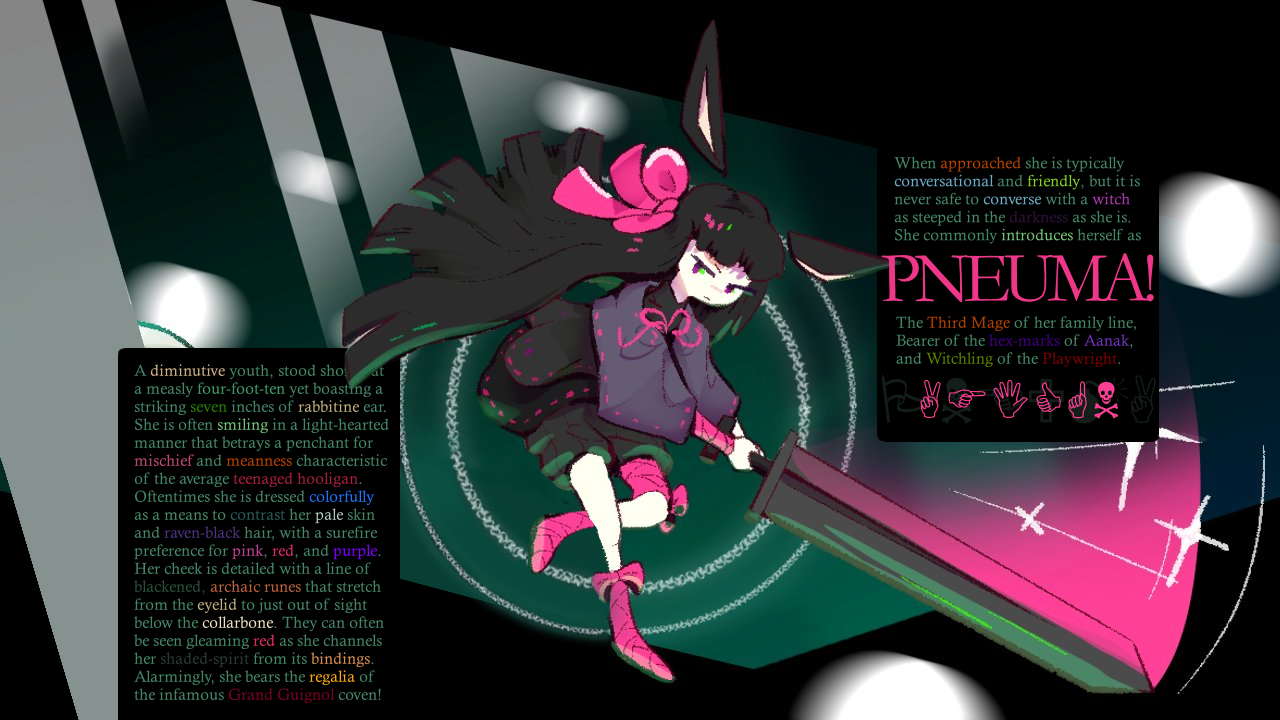 A diminutive youth, stood sho at
a measly four-foot-ten yet boasting a
striking seven inches of rabbitine ear.
She is often smiling in a light-hearted
manner that betrays a penchant for
mischief and meanness characteristic
of the average teenaged hooligan.
Oftentimes she is dressed colorfully
as a means to contrast her pale skin
and raven-black hair, with a surefire
preference for pink, red, and purple.
Her cheek is detailed with a line of
blackened, archaic runes that stretch
from the eyelid to just out of sight
below the collarbone. They can often
be seen gleaming red as she channels
her shaded-spirit from its bindings.
Alarmingly, she bears the regalia of
the infamous Grand Guignol coven!
When approached she is typically
conversational and friendly, but it is
never safe to converse with a witch
as steeped in the darkness as she is.
She commonly introduces herself as
PNEUMA!
The Third Mage of her family line,
Bearer of the hex-marks of Aanak,
and Witchling of the Playwright.